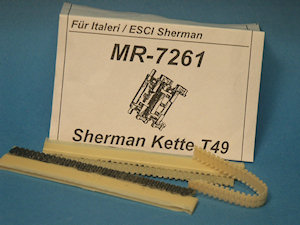 Für Italeri / ESCI Sherman
MR-7261
Sherman Kette T49